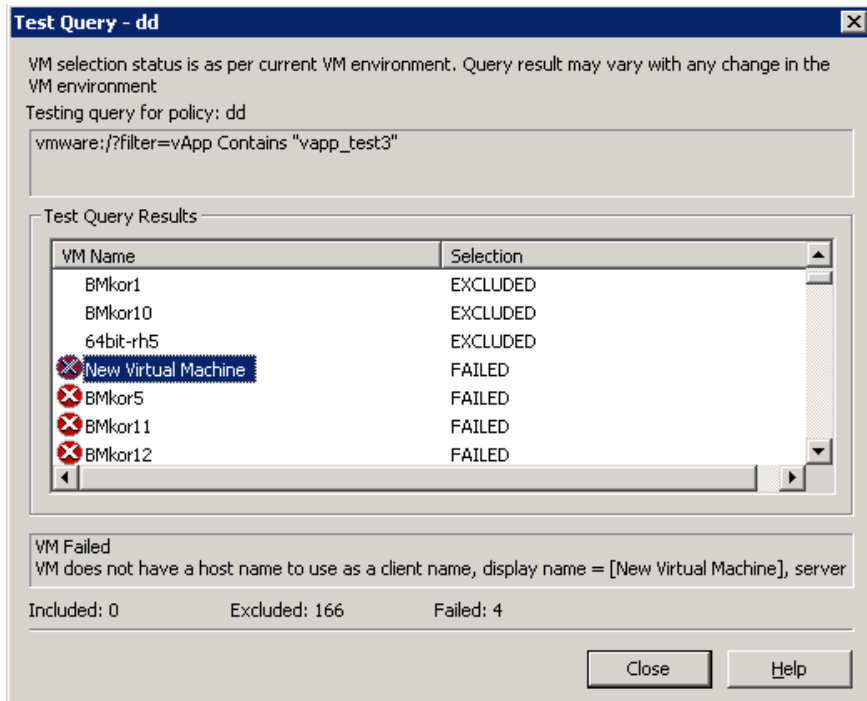 Test Query - dd
VM selection status is as per current VM environment. Query result may vary with any change in the
VM environment
Testing query for policy: dd
vmware:/?filter=vApp Contains "vapp_test3"
Test Query Results
VM Name Selection
BMkor1 EXCLUDED
BMkor10 EXCLUDED
64bit-rh5 EXCLUDED
New Virtual Machine FAILED
BMkor5 FAILED
BMkor11 FAILED
BMkor12 FAILED
VM Failed
VM does not have a host name to use as a client name, display name = [New Virtual Machine], server
Included: 0 Excluded: 166 Failed: 4
Close Help